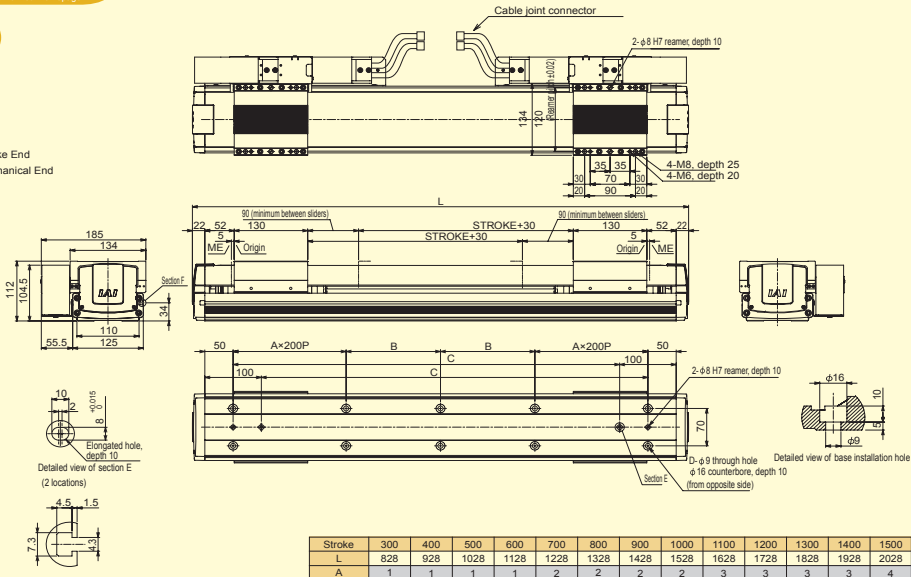 Cable joint connector
2-φ8 H7 reamer, depth 10
134
120
ke End
hanical End
35 35
30 70 30
20 90 20
4-M8, depth 25
4-M6, depth 20
L
22 52 130
90 (minimum between sliders)
STROKE+30
90 (minimum between sliders)
130 52 22
5
ME
Origin
STROKE+30
5
Origin
ME
185
134
112
104.5
IAI
Section F
34
110
55.5 125
IAI
50 A×200P B B A×200P 50
C 100
100 C
2-φ8 H7 reamer, depth 10
70
φ16
10
5
φ9
Detailed view of base installation hole
10
2
8 +0.015 0
Elongated hole,
depth 10
Detailed view of section E
(2 locations)
Section E
D-φ9 through hole
φ16 counterbore, depth 10
(from opposite side)
4.5 1.5
7.3
4.3
Stroke 300 400 500 600 700 800 900 1000 1100 1200 1300 1400 1500
L 828 928 1028 1128 1228 1328 1428 1528 1628 1728 1828 1928 2028
A 1 1 1 1 2 2 2 2 3 3 3 3 4